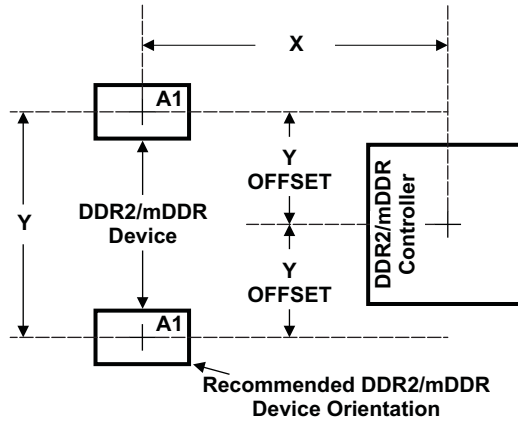 X
A1
Y
OFFSET
Y
DDR2/mDDR
Device
DDR2/mDDR
Controller
Y
OFFSET
A1
Recommended DDR2/mDDR
Device Orientation